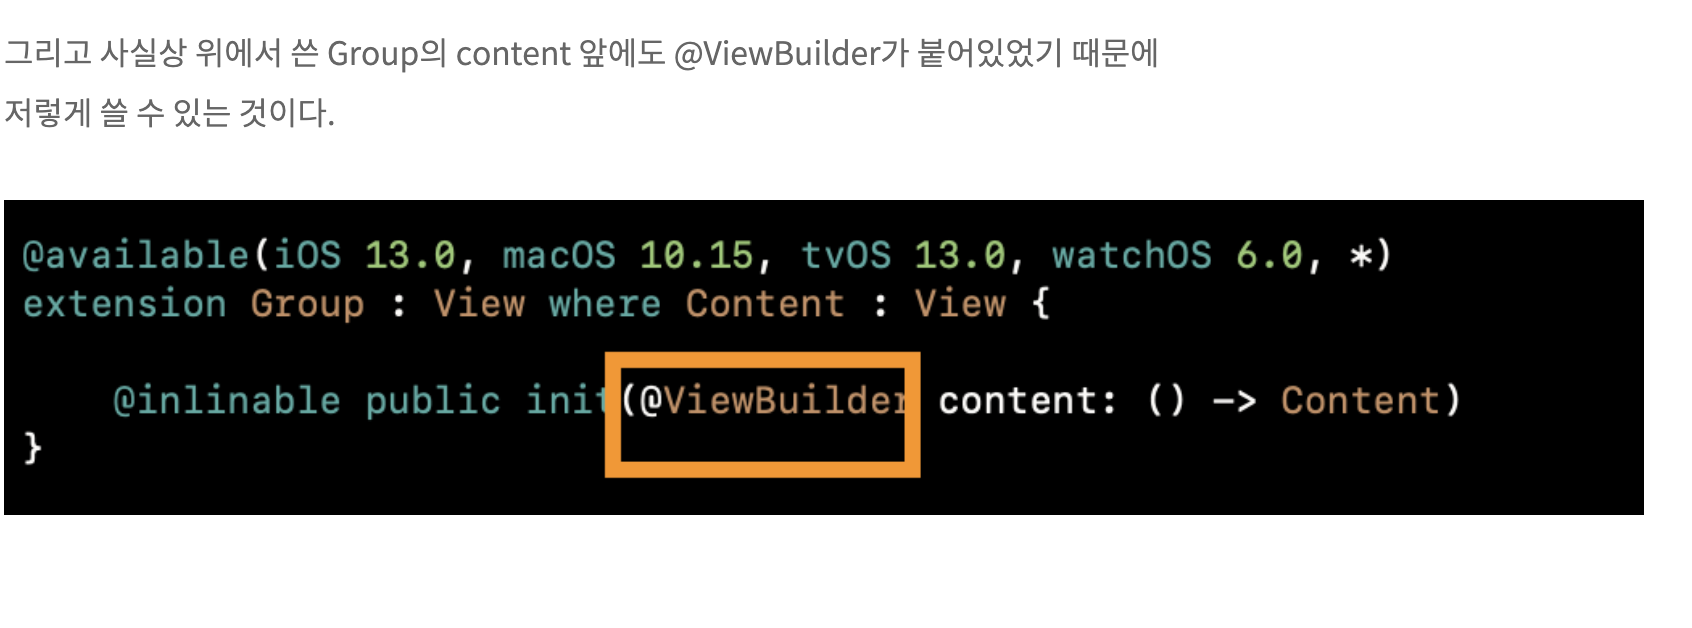 그리고 사실상 위에서 쓴 Group의 content 앞에도 @ViewBuilder가 붙어있었기 때문에
저렇게 쓸 수 있는 것이다.
@available(iOS 13.0, macOS 10.15, tvOS 13.0, watchOS 6.0, *)
extension Group : View where Content : View {
@inlinable public init(@ViewBuilder content: () -> Content)
}